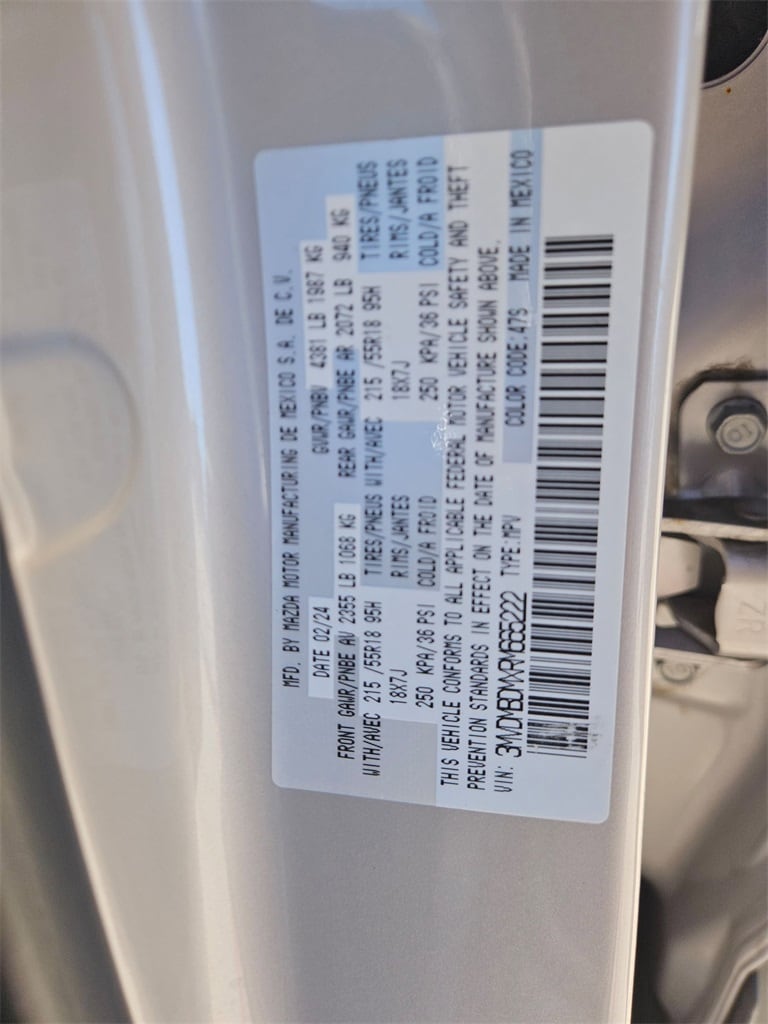 MFD. BY MAZDA MOTOR MANUFACTURING DE MEXICO S.A. DE C.V.
DATE 02/24 GVWR/PNBV 4381 LB 1987 KG
FRONT GAWR/PNBE AV 2355 LB 1068 KG REAR GAWR/PNBE AR 2072 LB 940 KG
WITH/AVEC 215 /55R18 95H TIRES/PNEUS WITH/AVEC 215 /55R18 95H TIRES/PNEUS
18X7J RIMS/JANTES 18X7J RIMS/JANTES
250 KPA/36 PSI COLD/A FROID 250 KPA/36 PSI COLD/A FROID
THIS VEHICLE CONFORMS TO ALL APPLICABLE FEDERAL MOTOR VEHICLE SAFETY AND THEFT
PREVENTION STANDARDS IN EFFECT ON THE DATE OF MANUFACTURE SHOWN ABOVE.
VIN: 3MVDMBDMXRM665222 TYPE:MPV COLOR CODE:47S MADE IN MEXICO
ZR